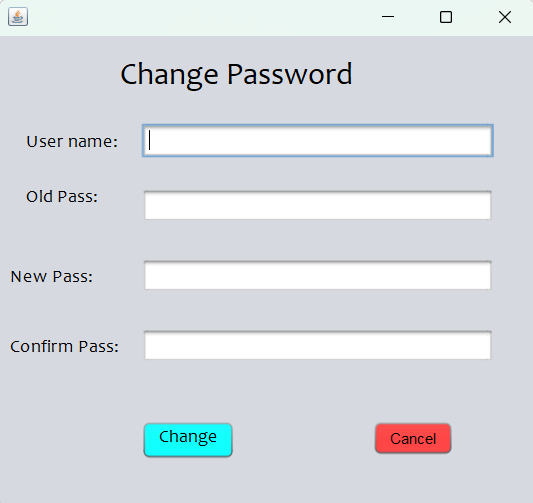 Change Password
User name:
Old Pass:
New Pass:
Confirm Pass:
Change
Cancel